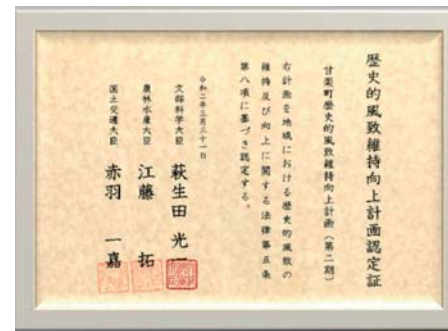 歴史的風致維持向上計画認定証
甘楽町歴史的風致維持向上計画（第二期）
右計画を地域における歴史的風致の
維持及び向上に関する法律第五条
第八項に基づき認定する。
令和二年三月三十一日
文部科学大臣 萩生田 光一
農林水産大臣 江藤 拓
国土交通大臣 赤羽 一嘉